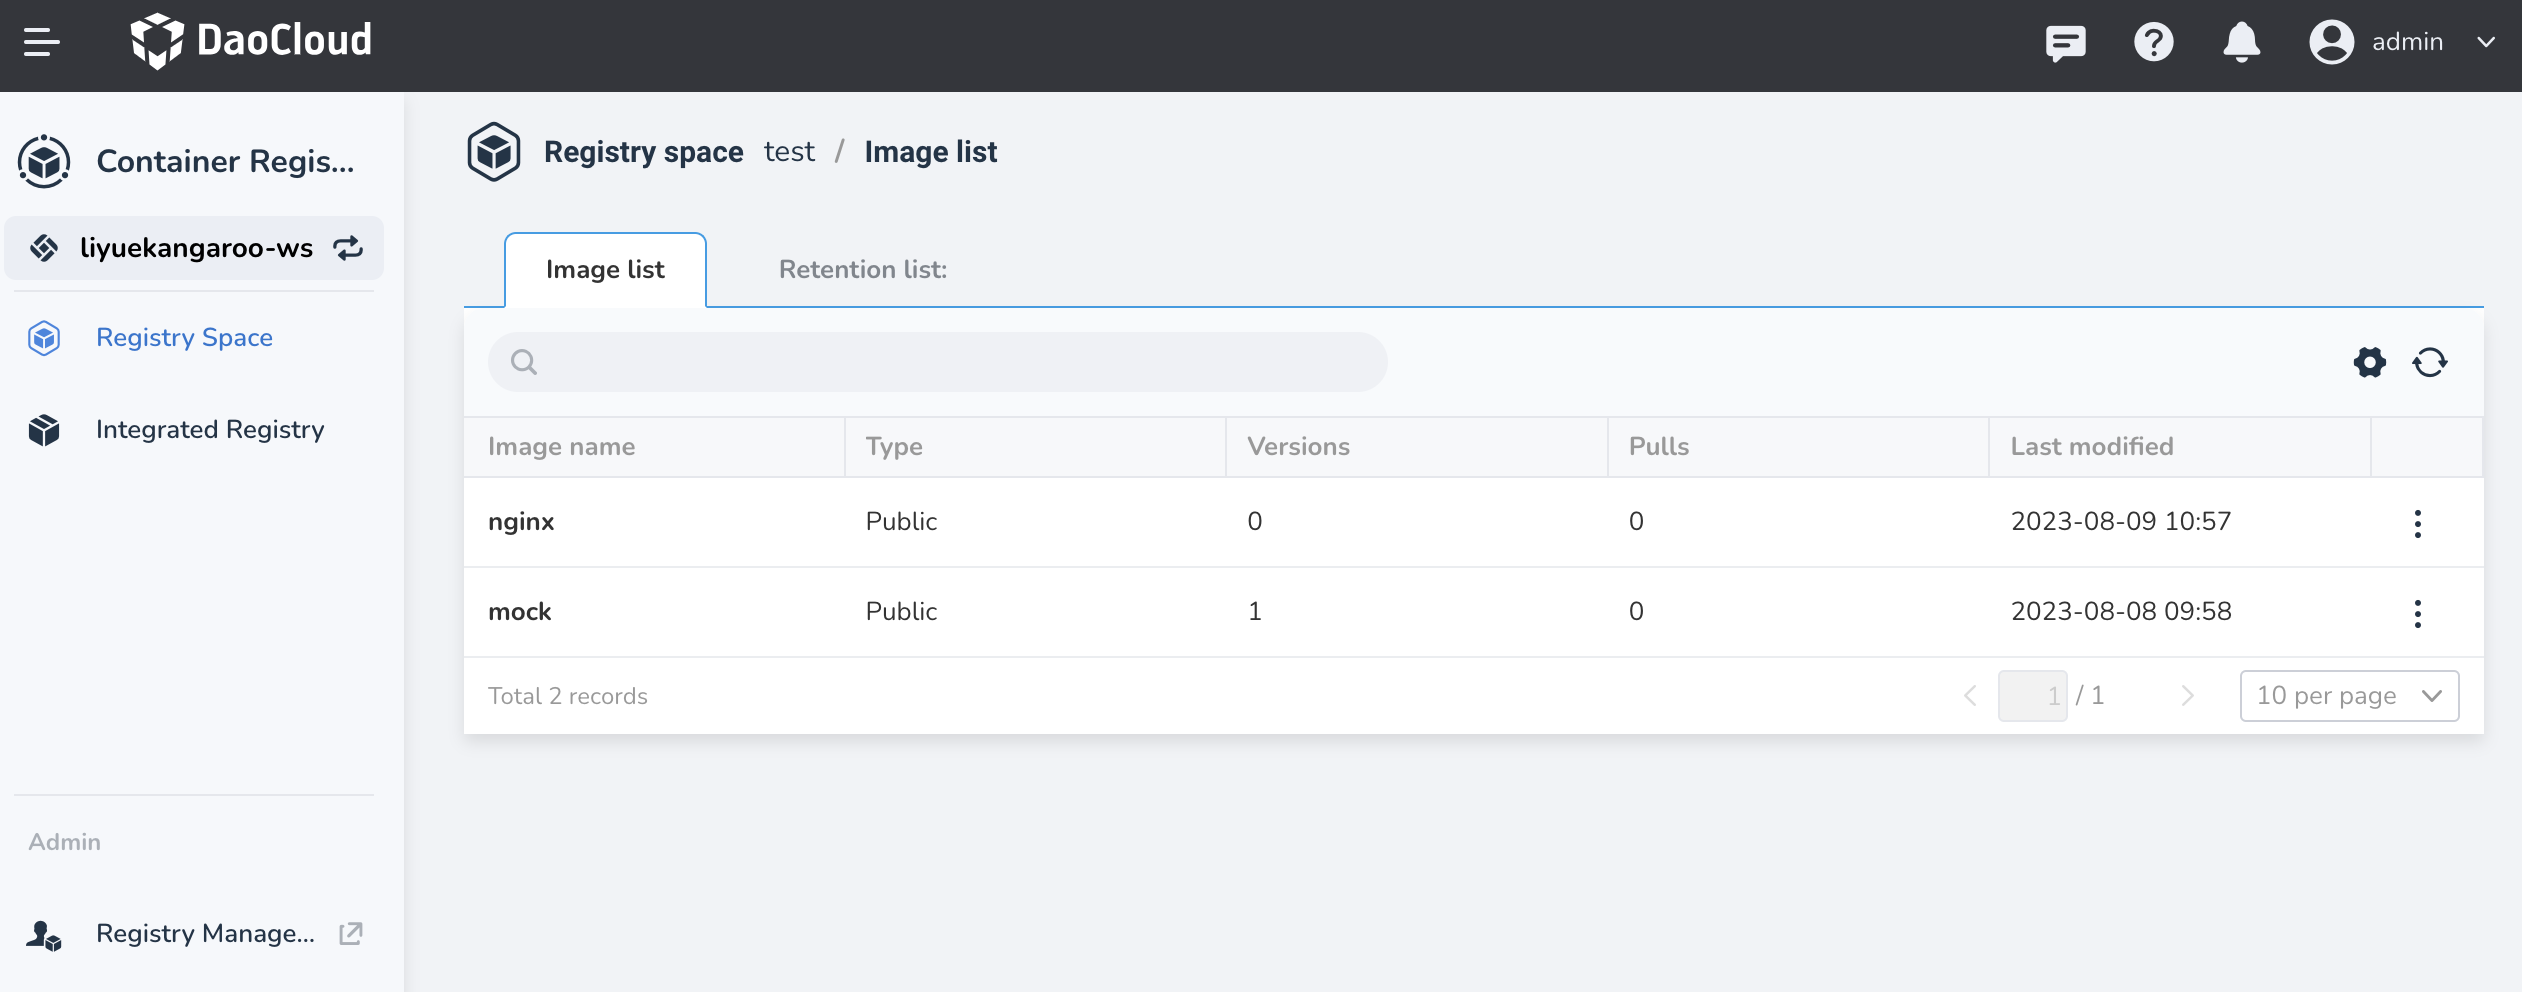 DaoCloud
admin
Container Regis...
liyuekangaroo-ws
Registry Space
Integrated Registry
Admin
Registry Manage...
Registry space test / Image list
Image list Retention list:
Image name Type Versions Pulls Last modified
nginx Public 0 0 2023-08-09 10:57
mock Public 1 0 2023-08-08 09:58
Total 2 records 1 / 1 10 per page